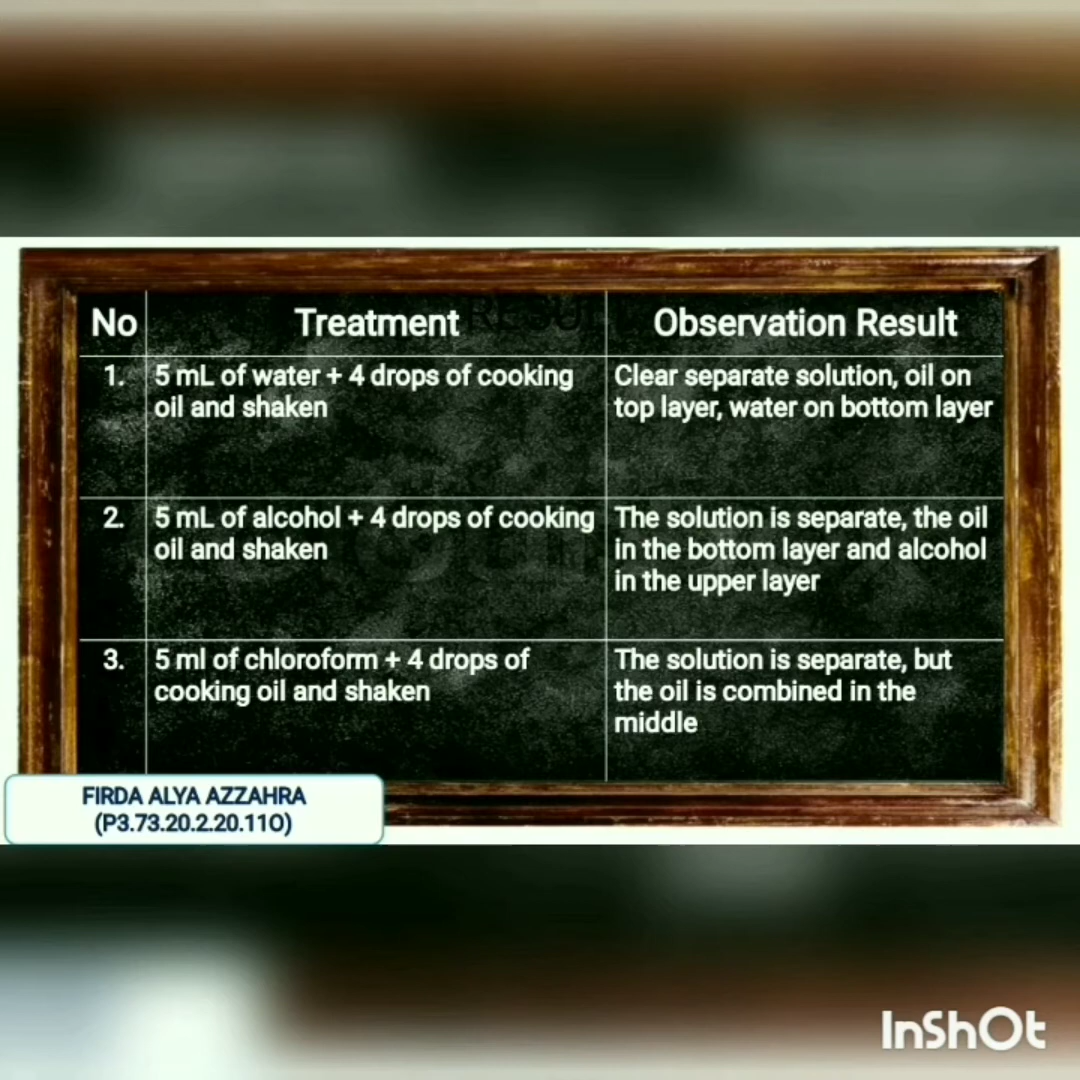 RESULT
No Treatment Observation Result
1. 5 mL of water + 4 drops of cooking
oil and shaken
Clear separate solution, oil on
top layer, water on bottom layer
2. 5 mL of alcohol + 4 drops of cooking
oil and shaken
The solution is separate, the oil
in the bottom layer and alcohol
in the upper layer
3. 5 ml of chloroform + 4 drops of
cooking oil and shaken
The solution is separate, but
the oil is combined in the
middle
FIRDA ALYA AZZAHRA
(P3.73.20.2.20.11O)
InShOt